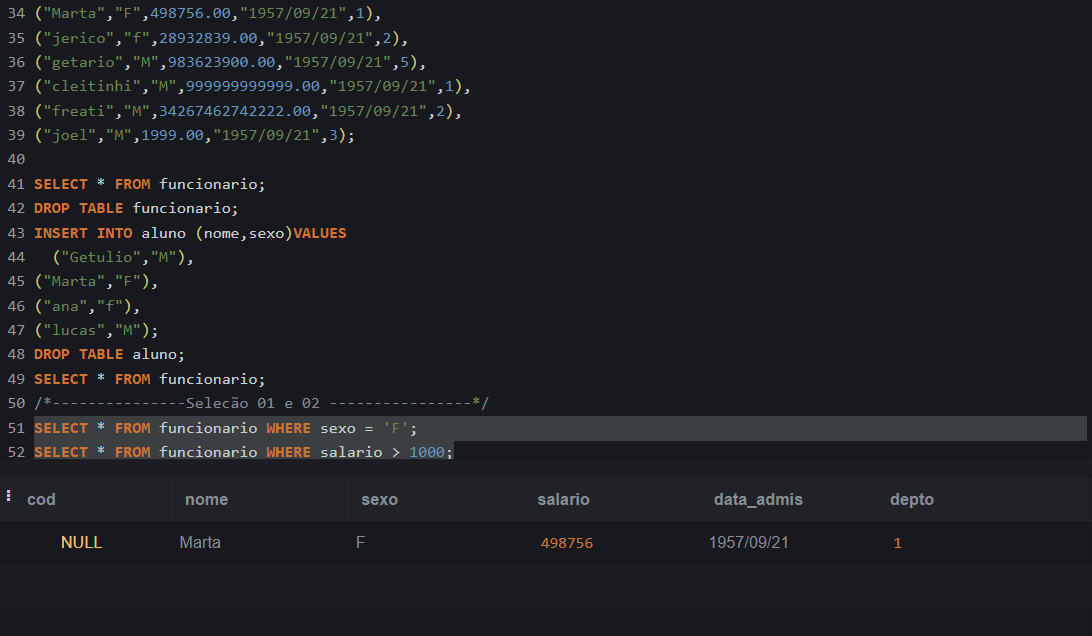 34 ("Marta","F",498756.00,"1957/09/21",1),
35 ("jerico","f",28932839.00,"1957/09/21",2),
36 ("getario","M",983623900.00,"1957/09/21",5),
37 ("cleitinhi","M",999999999999.00,"1957/09/21",1),
38 ("freati","M",34267462742222.00,"1957/09/21",2),
39 ("joel","M",1999.00,"1957/09/21",3);
40
41 SELECT * FROM funcionario;
42 DROP TABLE funcionario;
43 INSERT INTO aluno (nome,sexo)VALUES
44   ("Getulio","M"),
45 ("Marta","F"),
46 ("ana","f"),
47 ("lucas","M");
48 DROP TABLE aluno;
49 SELECT * FROM funcionario;
50 /*---------------Selecão 01 e 02 ----------------*/
51 SELECT * FROM funcionario WHERE sexo = 'F';
52 SELECT * FROM funcionario WHERE salario > 1000;
cod nome sexo salario data_admis depto
NULL Marta F 498756 1957/09/21 1